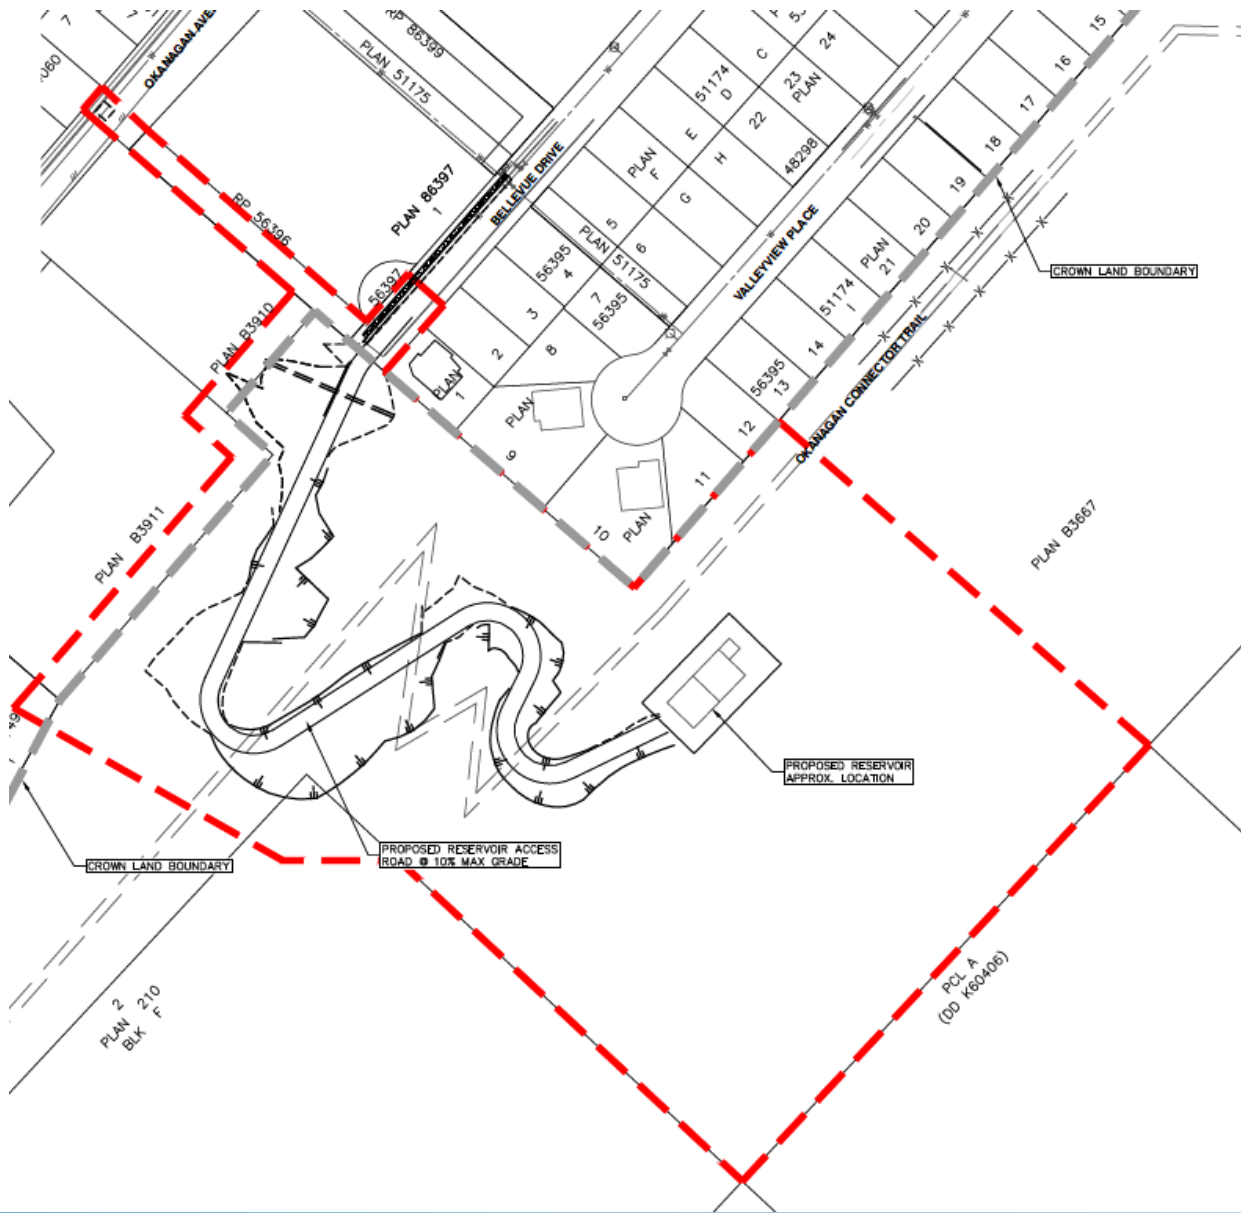 7
7
OKANAGAN AVE
RP 86399
PLAN 51175
C
24
15
16
51174
D
23
PLAN
17
E
22
18
PLAN
F
H
48298
19
BELLEVUE DRIVE
PLAN 86397
1
G
20
RP 56396
5
6
PLAN 51175
VALLEYVIEW PLACE
PLAN
21
CROWN LAND BOUNDARY
56397
56395
4
7
56395
51174
I
3
8
14
PLAN B3910
2
56395
13
OKANAGAN CONNECTOR TRAIL
PLAN
1
PLAN
9
12
11
PLAN B3911
10
PLAN
PLAN B3667
PROPOSED RESERVOIR
APPROX. LOCATION
PROPOSED RESERVOIR ACCESS
ROAD @ 10% MAX GRADE
CROWN LAND BOUNDARY
PCL A
(DD K60406)
2
PLAN 210
BLK F